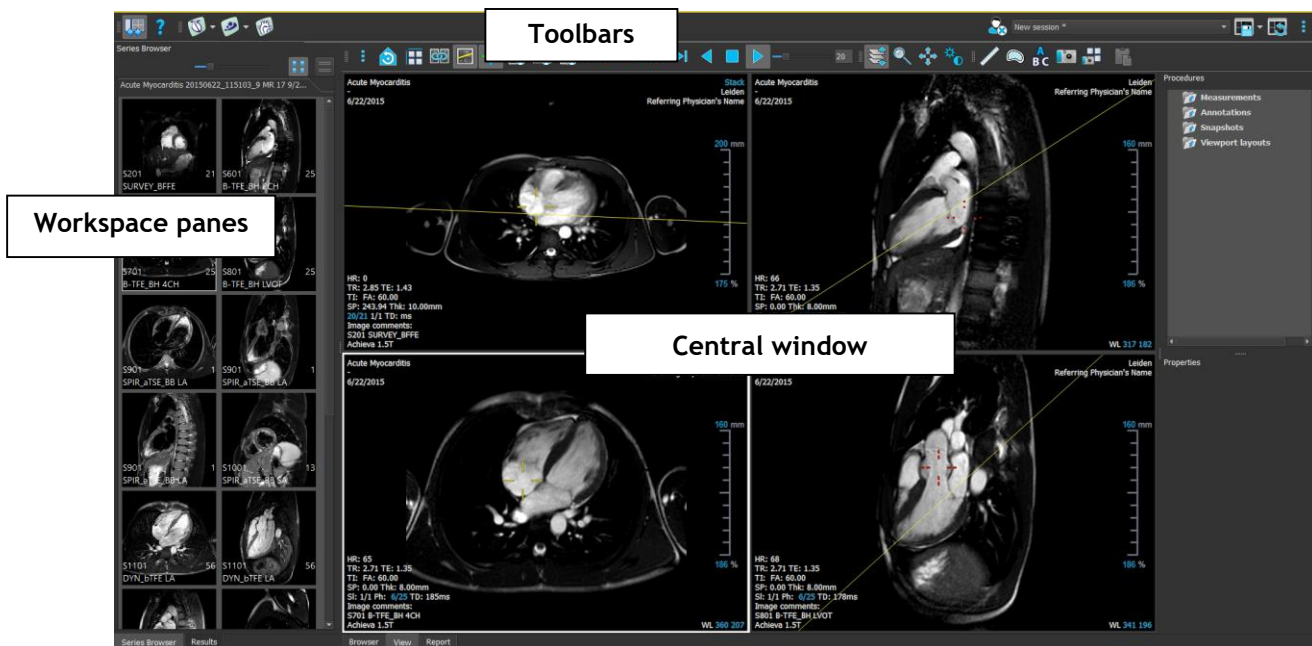 Toolbars
New session *
Series Browser
20
A
B C
Acute Myocarditis 20150622_115103_9 MR 17 9/2...
S201 21
SURVEY_BFFE
S601 25
B-TFE_BH 2CH
Workspace panes
S701 25
B-TFE_BH 4CH
S801 25
B-TFE_BH LVOT
S901 1
SPIR_aTSE_BB LA
S901 1
SPIR_aTSE_BB LA
S901 1
SPIR_aTSE_BB LA
S1001 13
SPIR_aTSE_BB SA
S1101 56
DYN_bTFE LA
S1101 56
DYN_bTFE LA
Series Browser Results
Acute Myocarditis
-
6/22/2015
Stack
Leiden
Referring Physician's Name
200 mm
175 %
HR: 0
TR: 2.85 TE: 1.43
TI: FA: 60.00
SP: 243.94 Thk: 10.00mm
20/21 1/1 TD: ms
Image comments:
S201 SURVEY_BFFE
Achieva 1.5T
Acute Myocarditis
-
6/22/2015
Leiden
Referring Physician's Name
160 mm
186 %
HR: 66
TR: 2.71 TE: 1.35
TI: FA: 60.00
SP: 0.00 Thk: 8.00mm
WL 317 182
Central window
Acute Myocarditis
-
6/22/2015
160 mm
186 %
HR: 65
TR: 2.71 TE: 1.35
TI: FA: 60.00
SP: 0.00 Thk: 8.00mm
Sl: 1/1 Ph: 6/25 TD: 185ms
Image comments:
S701 B-TFE_BH 4CH
Achieva 1.5T
WL 360 207
Acute Myocarditis
-
6/22/2015
Leiden
Referring Physician's Name
160 mm
186 %
HR: 68
TR: 2.71 TE: 1.35
TI: FA: 60.00
SP: 0.00 Thk: 8.00mm
Sl: 1/1 Ph: 6/25 TD: 178ms
Image comments:
S801 B-TFE_BH LVOT
Achieva 1.5T
WL 341 196
Browser View Report
Procedures
Measurements
Annotations
Snapshots
Viewport layouts
Properties